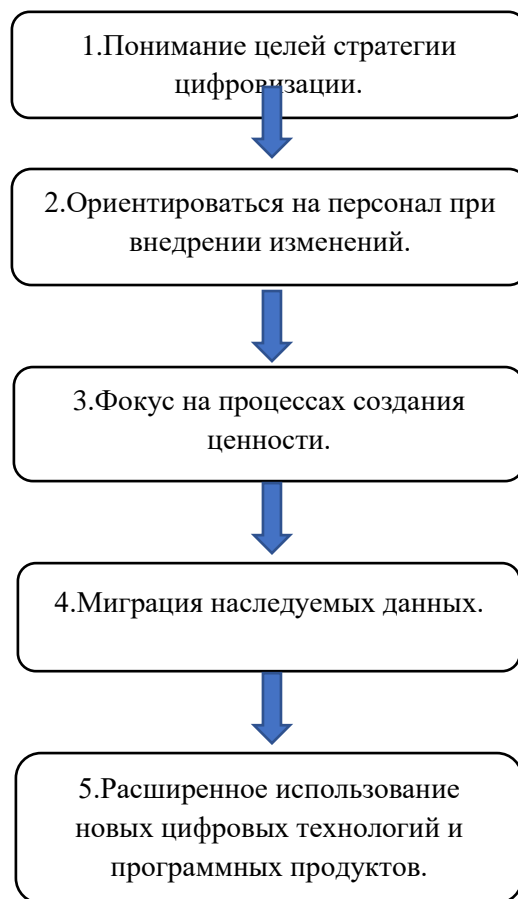 1.Понимание целей стратегии
цифровизации.
2.Ориентироваться на персонал при
внедрении изменений.
3.Фокус на процессах создания
ценности.
4.Миграция наследуемых данных.
5.Расширенное использование
новых цифровых технологий и
программных продуктов.